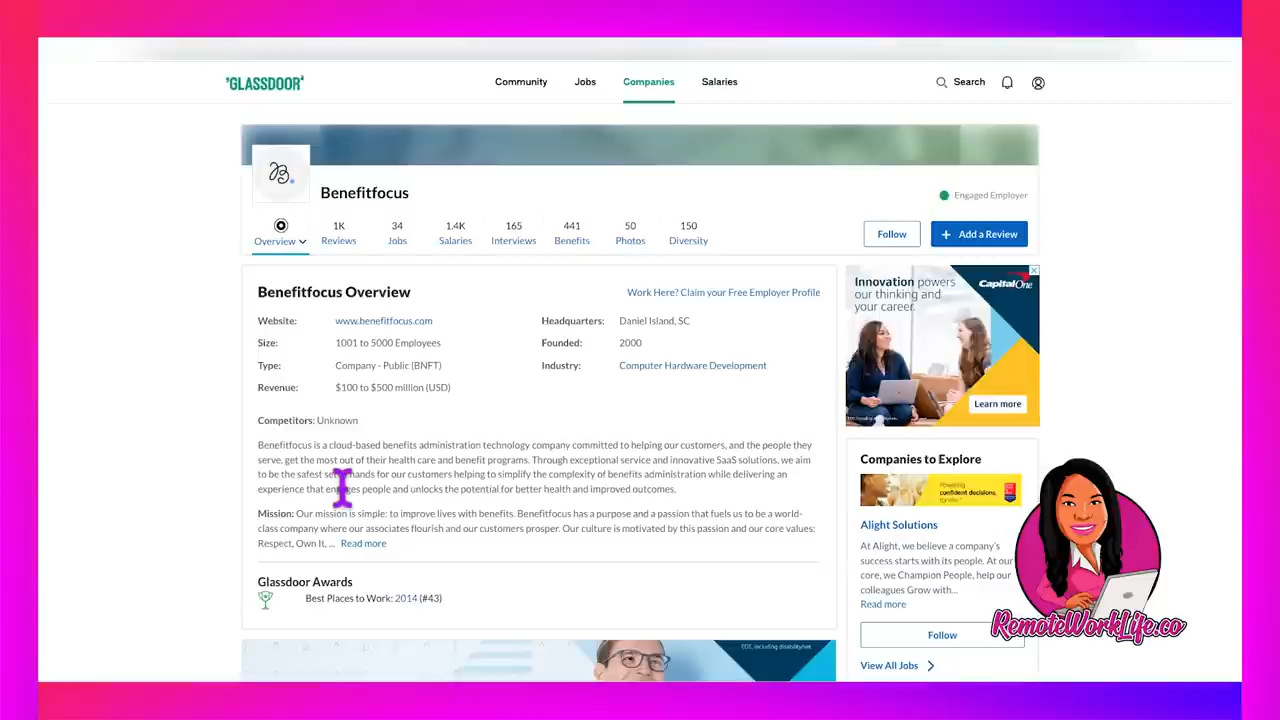 GLASSDOOR
Community Jobs Companies Salaries
Search
Benefitfocus
Engaged Employer
1K 34 1.4K 165 441 50 150
Overview Reviews Jobs Salaries Interviews Benefits Photos Diversity
Follow
+ Add a Review
Benefitfocus Overview
Work Here? Claim your Free Employer Profile
Website: www.benefitfocus.com
Headquarters: Daniel Island, SC
Size: 1001 to 5000 Employees
Founded: 2000
Type: Company - Public (BNFT)
Industry: Computer Hardware Development
Revenue: $100 to $500 million (USD)
Competitors: Unknown
Benefitfocus is a cloud-based benefits administration technology company committed to helping our customers, and the people they
serve, get the most out of their health care and benefit programs. Through exceptional service and innovative SaaS solutions, we aim
to be the safest set of hands for our customers helping to simplify the complexity of benefits administration while delivering an
experience that engages people and unlocks the potential for better health and improved outcomes.
Mission: Our mission is simple: to improve lives with benefits. Benefitfocus has a purpose and a passion that fuels us to be a world-
class company where our associates flourish and our customers prosper. Our culture is motivated by this passion and our core values:
Respect, Own It, ... Read more
Glassdoor Awards
Best Places to Work: 2014 (#43)
Innovation powers
our thinking and
your career.
Capital One
Learn more
Companies to Explore
Powering
confident decisions,
Alight Solutions
At Alight, we believe a company's
success starts with its people. At our
core, we Champion People, help our
colleagues Grow with...
Read more
Follow
View All Jobs
EOE, including disability/vet
RemoteWorkLife.co